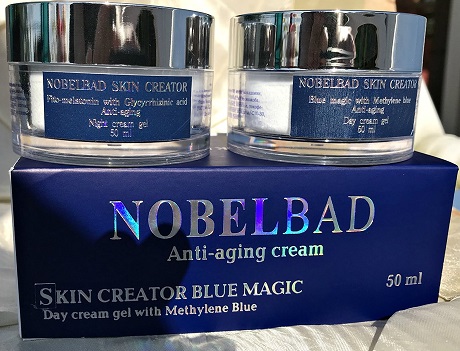 NOBELBAD SKIN CREATOR
Fito-melatonin with Glycyrrhizinic acid
Anti-aging
Night cream gel
50 ml
NOBELBAD SKIN CREATOR
Blue magic with Methylene blue
Anti-aging
Day cream gel
50 ml
NOBELBAD
Anti-aging cream
SKIN CREATOR BLUE MAGIC
50 ml
Day cream gel with Methylene Blue